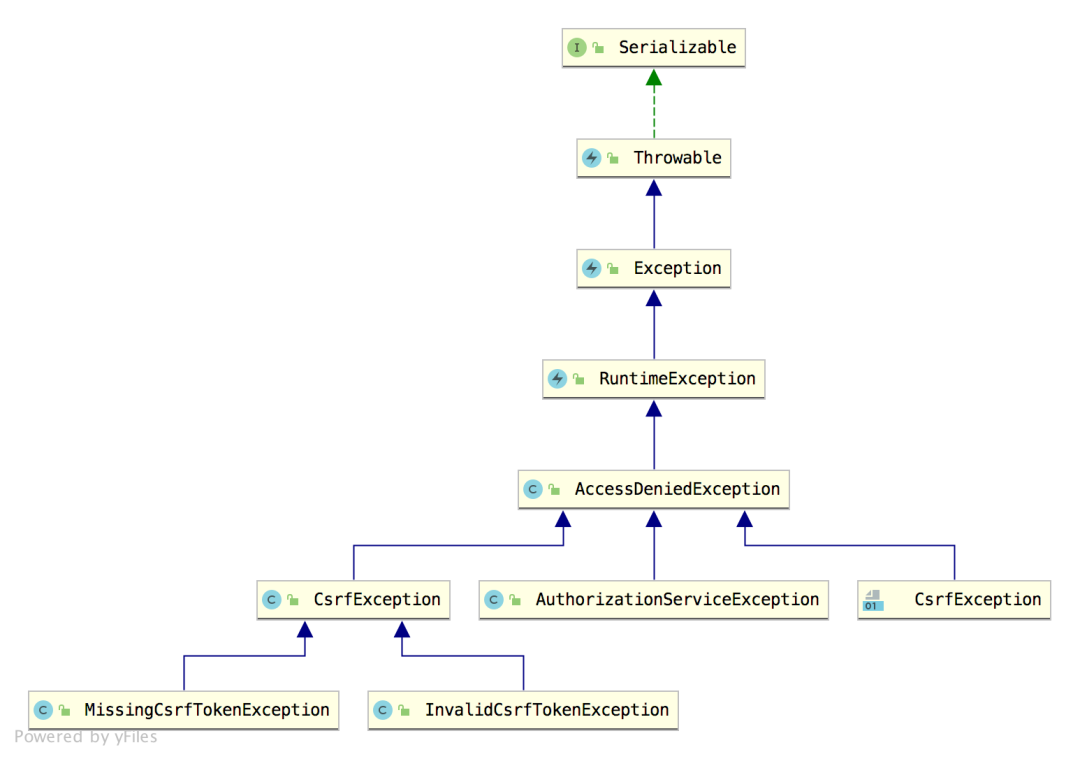 Serializable
Throwable
Exception
RuntimeException
AccessDeniedException
CsrfException
AuthorizationServiceException
CsrfException
MissingCsrfTokenException
InvalidCsrfTokenException
Powered by yFiles